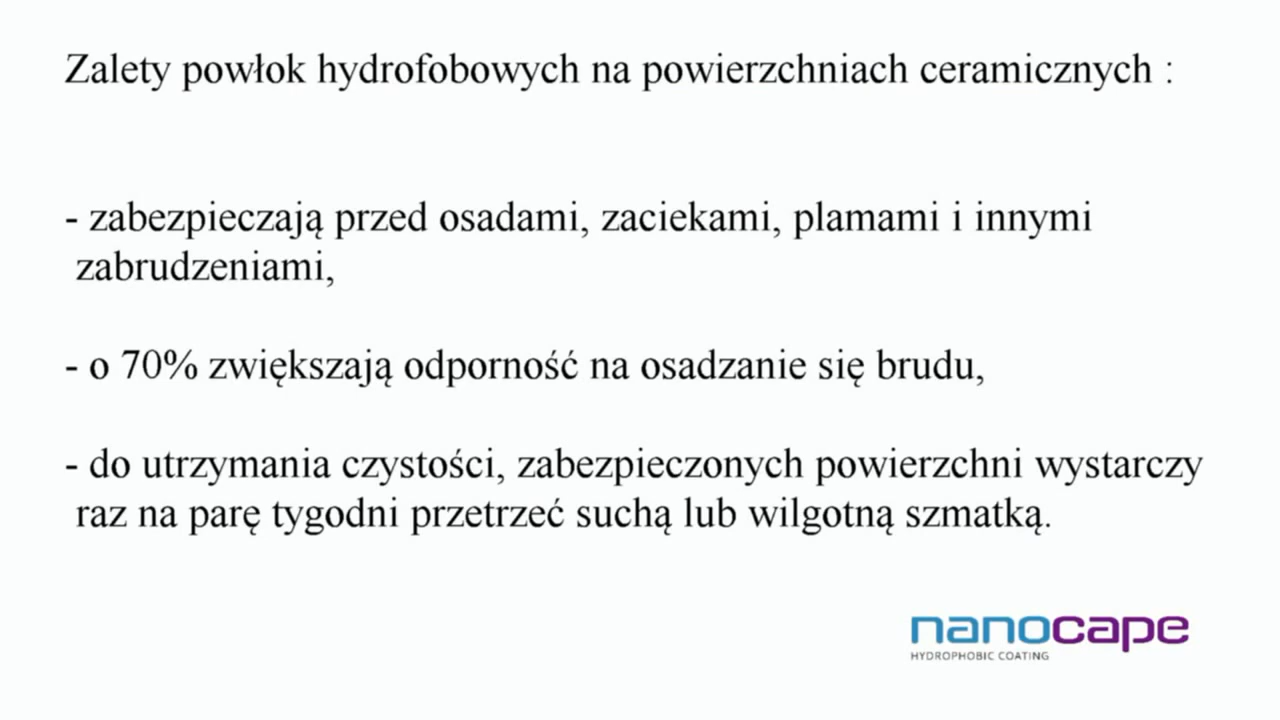 Zalety powłok hydrofobowych na powierzchniach ceramicznych :
- zabezpieczają przed osadami, zaciekami, plamami i innymi
zabrudzeniami,
- o 70% zwiększają odporność na osadzanie się brudu,
- do utrzymania czystości, zabezpieczonych powierzchni wystarczy
raz na parę tygodni przetrzeć suchą lub wilgotną szmatką.
nanocape
HYDROPHOBIC COATING